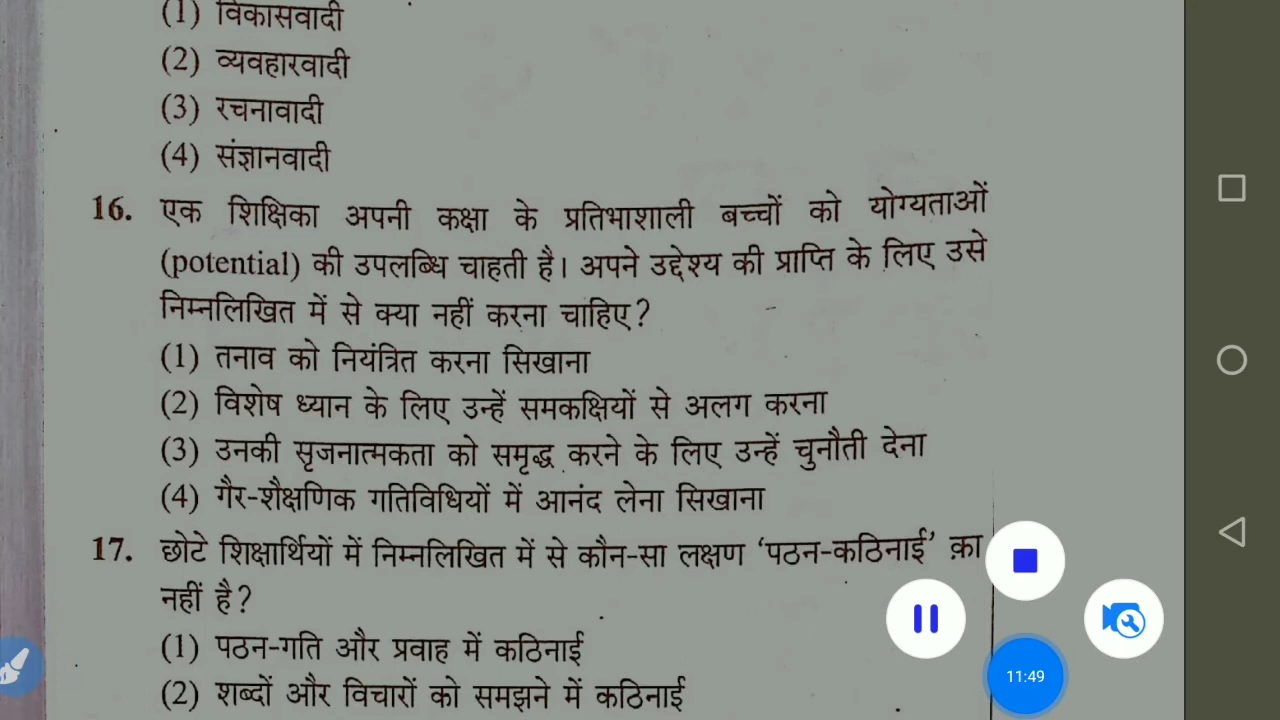 (1) विकासवादी
(2) व्यवहारवादी
(3) रचनावादी
(4) संज्ञानवादी
16. एक शिक्षिका अपनी कक्षा के प्रतिभाशाली बच्चों को योग्यताओं
(potential) की उपलब्धि चाहती है। अपने उद्देश्य की प्राप्ति के लिए उसे
निम्नलिखित में से क्या नहीं करना चाहिए?
(1) तनाव को नियंत्रित करना सिखाना
(2) विशेष ध्यान के लिए उन्हें समकक्षियों से अलग करना
(3) उनकी सृजनात्मकता को समृद्ध करने के लिए उन्हें चुनौती देना
(4) गैर-शैक्षणिक गतिविधियों में आनंद लेना सिखाना
17. छोटे शिक्षार्थियों में निम्नलिखित में से कौन-सा लक्षण ‘पठन-कठिनाई’ का
नहीं है?
(1) पठन-गति और प्रवाह में कठिनाई
(2) शब्दों और विचारों को समझने में कठिनाई
11:49